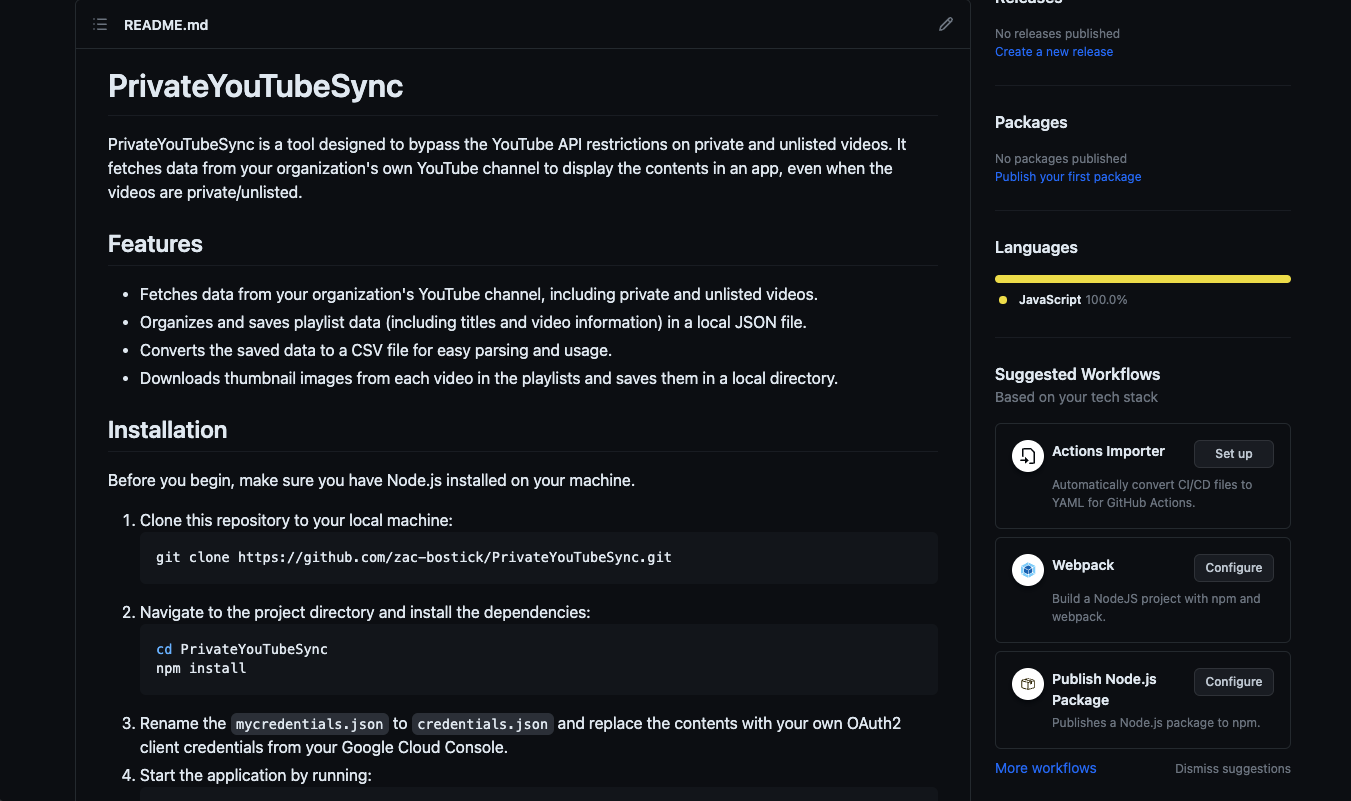 README.md
PrivateYouTubeSync
PrivateYouTubeSync is a tool designed to bypass the YouTube API restrictions on private and unlisted videos. It
fetches data from your organization's own YouTube channel to display the contents in an app, even when the
videos are private/unlisted.
Features
• Fetches data from your organization's YouTube channel, including private and unlisted videos.
• Organizes and saves playlist data (including titles and video information) in a local JSON file.
• Converts the saved data to a CSV file for easy parsing and usage.
• Downloads thumbnail images from each video in the playlists and saves them in a local directory.
Installation
Before you begin, make sure you have Node.js installed on your machine.
1. Clone this repository to your local machine:
git clone https://github.com/zac-bostick/PrivateYouTubeSync.git
2. Navigate to the project directory and install the dependencies:
cd PrivateYouTubeSync
npm install
3. Rename the mycredentials.json to credentials.json and replace the contents with your own OAuth2
client credentials from your Google Cloud Console.
4. Start the application by running:
Releases
No releases published
Create a new release
Packages
No packages published
Publish your first package
Languages
JavaScript 100.0%
Suggested Workflows
Based on your tech stack
Actions Importer
Set up
Automatically convert CI/CD files to
YAML for GitHub Actions.
Webpack
Configure
Build a NodeJS project with npm and
webpack.
Publish Node.js
Package
Configure
Publishes a Node.js package to npm.
More workflows
Dismiss suggestions